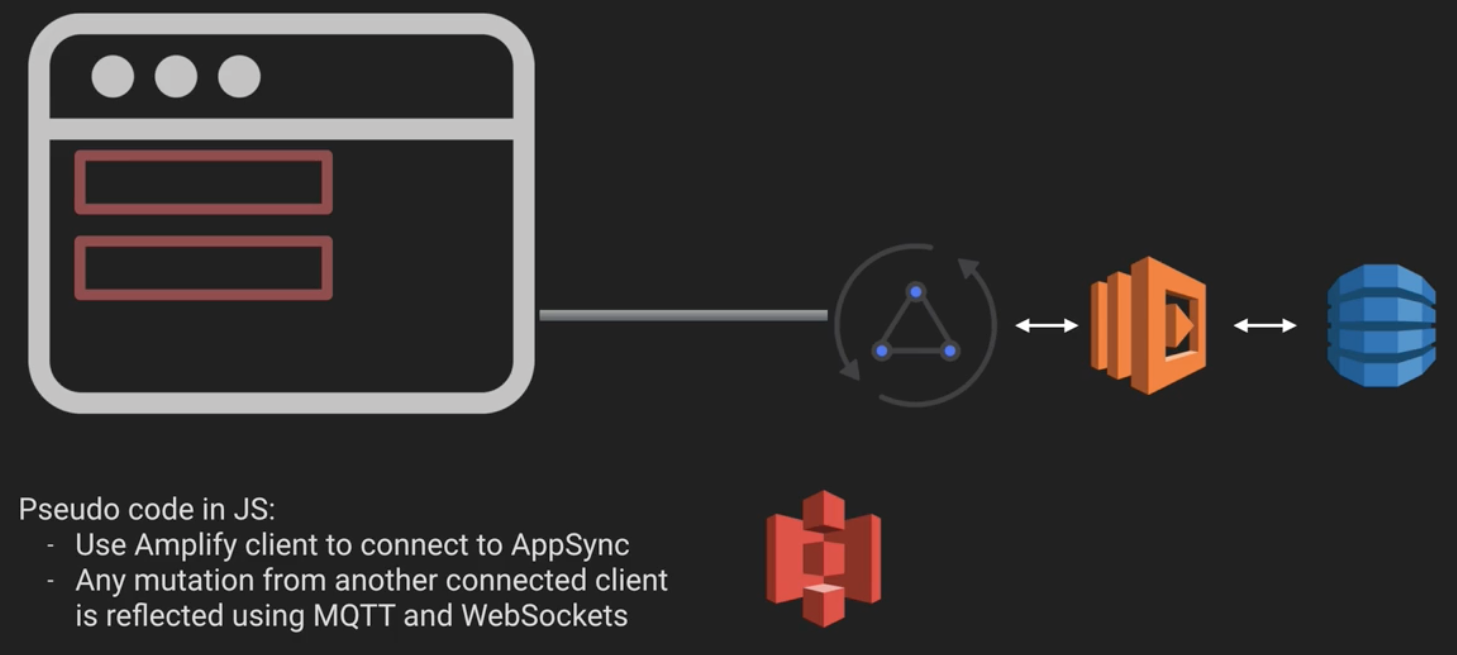 Pseudo code in JS:
- Use Amplify client to connect to AppSync
- Any mutation from another connected client
is reflected using MQTT and WebSockets